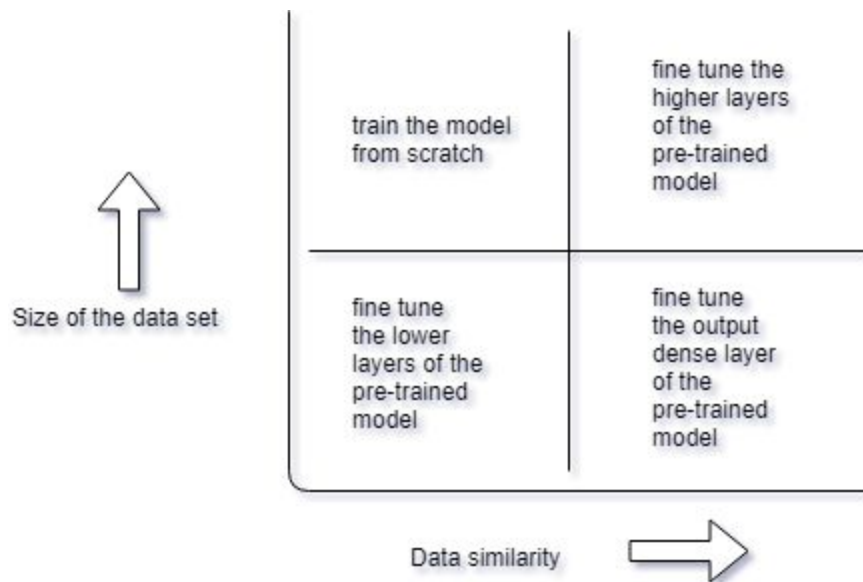 train the model
from scratch
fine tune the
higher layers
of the
pre-trained
model
Size of the data set
fine tune
the lower
layers of the
pre-trained
model
fine tune
the output
dense layer
of the
pre-trained
model
Data similarity